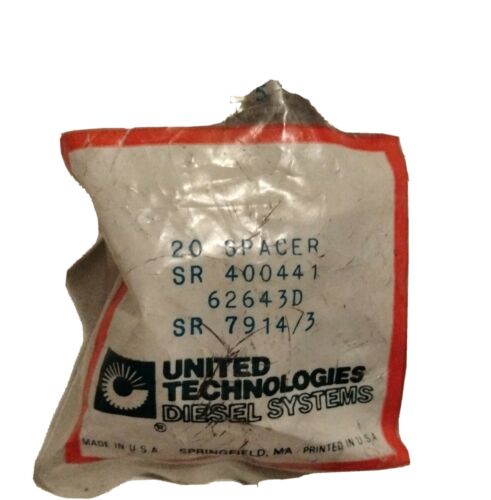 20 SPACER
SR 400441
62643D
SR 7914/3
UNITED
TECHNOLOGIES
DIESEL SYSTEMS
®
MADE IN U.S.A. SPRINGFIELD, MA PRINTED IN U.S.A.